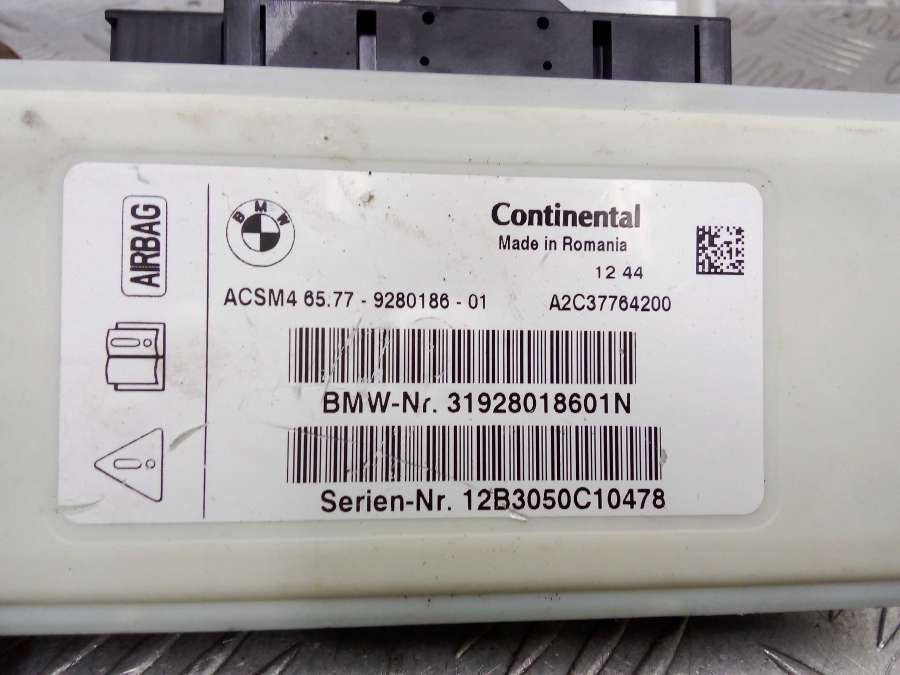 AIRBAG
BMW
Continental
Made in Romania
12 44
ACSM4 65.77 - 9280186 - 01 A2C37764200
BMW-Nr. 31928018601N
Serien-Nr. 12B3050C10478